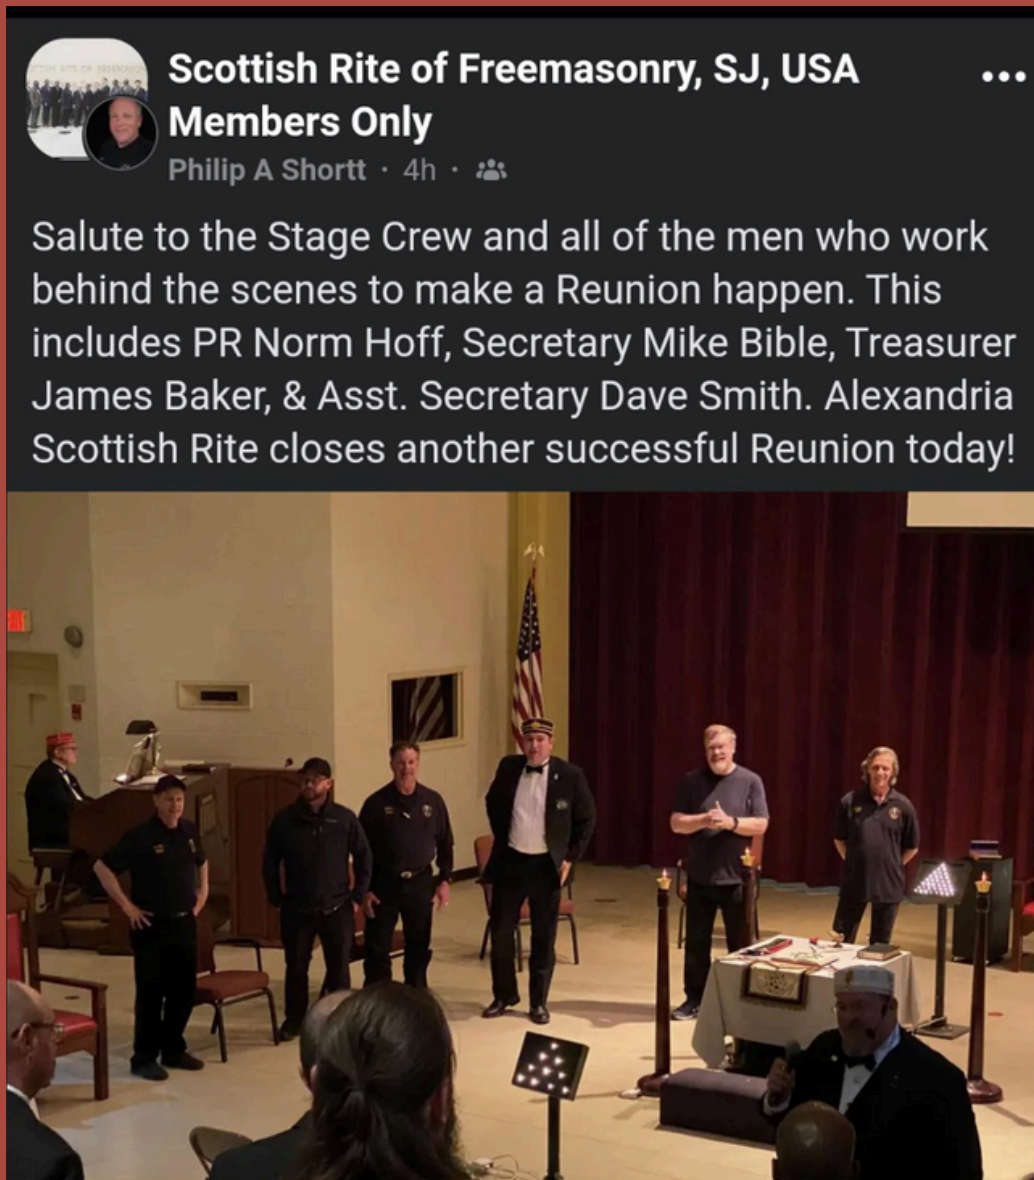 Scottish Rite of Freemasonry, SJ, USA
Members Only
Philip A Shortt · 4h ·
Salute to the Stage Crew and all of the men who work
behind the scenes to make a Reunion happen. This
includes PR Norm Hoff, Secretary Mike Bible, Treasurer
James Baker, & Asst. Secretary Dave Smith. Alexandria
Scottish Rite closes another successful Reunion today!